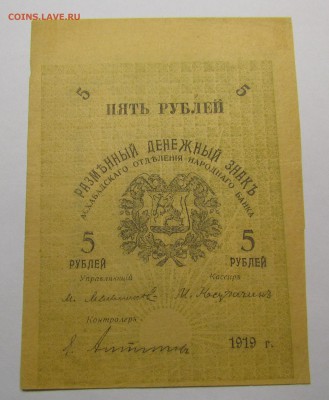 COINS.LAVE.RU
5 5
ПЯТЬ РУБЛЕЙ
РАЗМѢННЫЙ ДЕНЕЖНЫЙ ЗНАКЪ
АСХАБАДСКАГО ОТДѢЛЕНІЯ НАРОДНАГО БАНКА
5 5
РУБЛЕЙ РУБЛЕЙ
Управляющій Кассиръ
Контролеръ
1919 г.